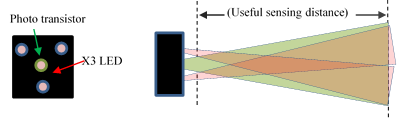 Photo transistor
X3 LED
(Useful sensing distance)